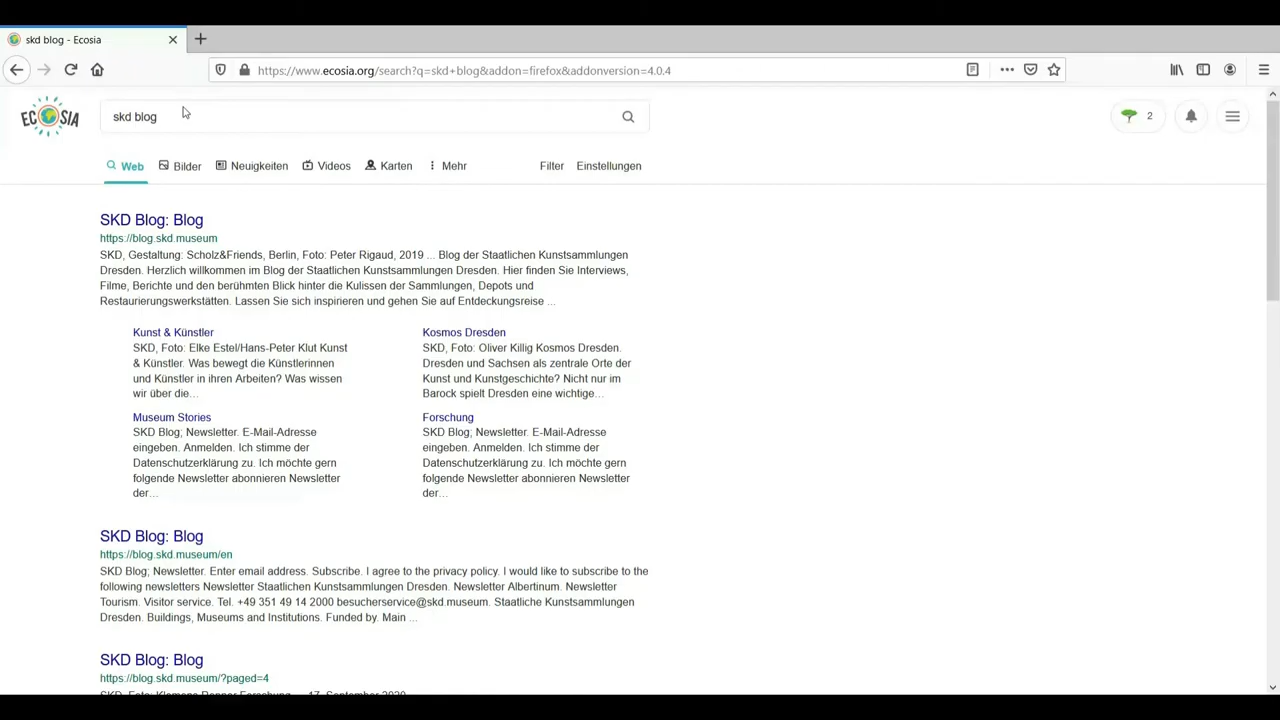 skd blog - Ecosia
https://www.ecosia.org/search?q=skd+blog&addon=firefox&addonversion=4.0.4
ECOSIA
skd blog
2
Web Bilder Neuigkeiten Videos Karten Mehr Filter Einstellungen
SKD Blog: Blog
https://blog.skd.museum
SKD, Gestaltung: Scholz&Friends, Berlin, Foto: Peter Rigaud, 2019 ... Blog der Staatlichen Kunstsammlungen
Dresden. Herzlich willkommen im Blog der Staatlichen Kunstsammlungen Dresden. Hier finden Sie Interviews,
Filme, Berichte und den berühmten Blick hinter die Kulissen der Sammlungen, Depots und
Restaurierungswerkstätten. Lassen Sie sich inspirieren und gehen Sie auf Entdeckungsreise ...
Kunst & Künstler
SKD, Foto: Elke Estel/Hans-Peter Klut Kunst
& Künstler. Was bewegt die Künstlerinnen
und Künstler in ihren Arbeiten? Was wissen
wir über die...
Kosmos Dresden
SKD, Foto: Oliver Killig Kosmos Dresden.
Dresden und Sachsen als zentrale Orte der
Kunst und Kunstgeschichte? Nicht nur im
Barock spielt Dresden eine wichtige...
Museum Stories
SKD Blog; Newsletter. E-Mail-Adresse
eingeben. Anmelden. Ich stimme der
Datenschutzerklärung zu. Ich möchte gern
folgende Newsletter abonnieren Newsletter
der...
Forschung
SKD Blog; Newsletter. E-Mail-Adresse
eingeben. Anmelden. Ich stimme der
Datenschutzerklärung zu. Ich möchte gern
folgende Newsletter abonnieren Newsletter
der...
SKD Blog: Blog
https://blog.skd.museum/en
SKD Blog; Newsletter. Enter email address. Subscribe. I agree to the privacy policy. I would like to subscribe to the
following newsletters Newsletter Staatlichen Kunstsammlungen Dresden. Newsletter Albertinum. Newsletter
Tourism. Visitor service. Tel. +49 351 49 14 2000 besucherservice@skd.museum. Staatliche Kunstsammlungen
Dresden. Buildings, Museums and Institutions. Funded by. Main ...
SKD Blog: Blog
https://blog.skd.museum/?paged=4
SKD, Foto: Klemens Renner Forschung — 17. September 2020